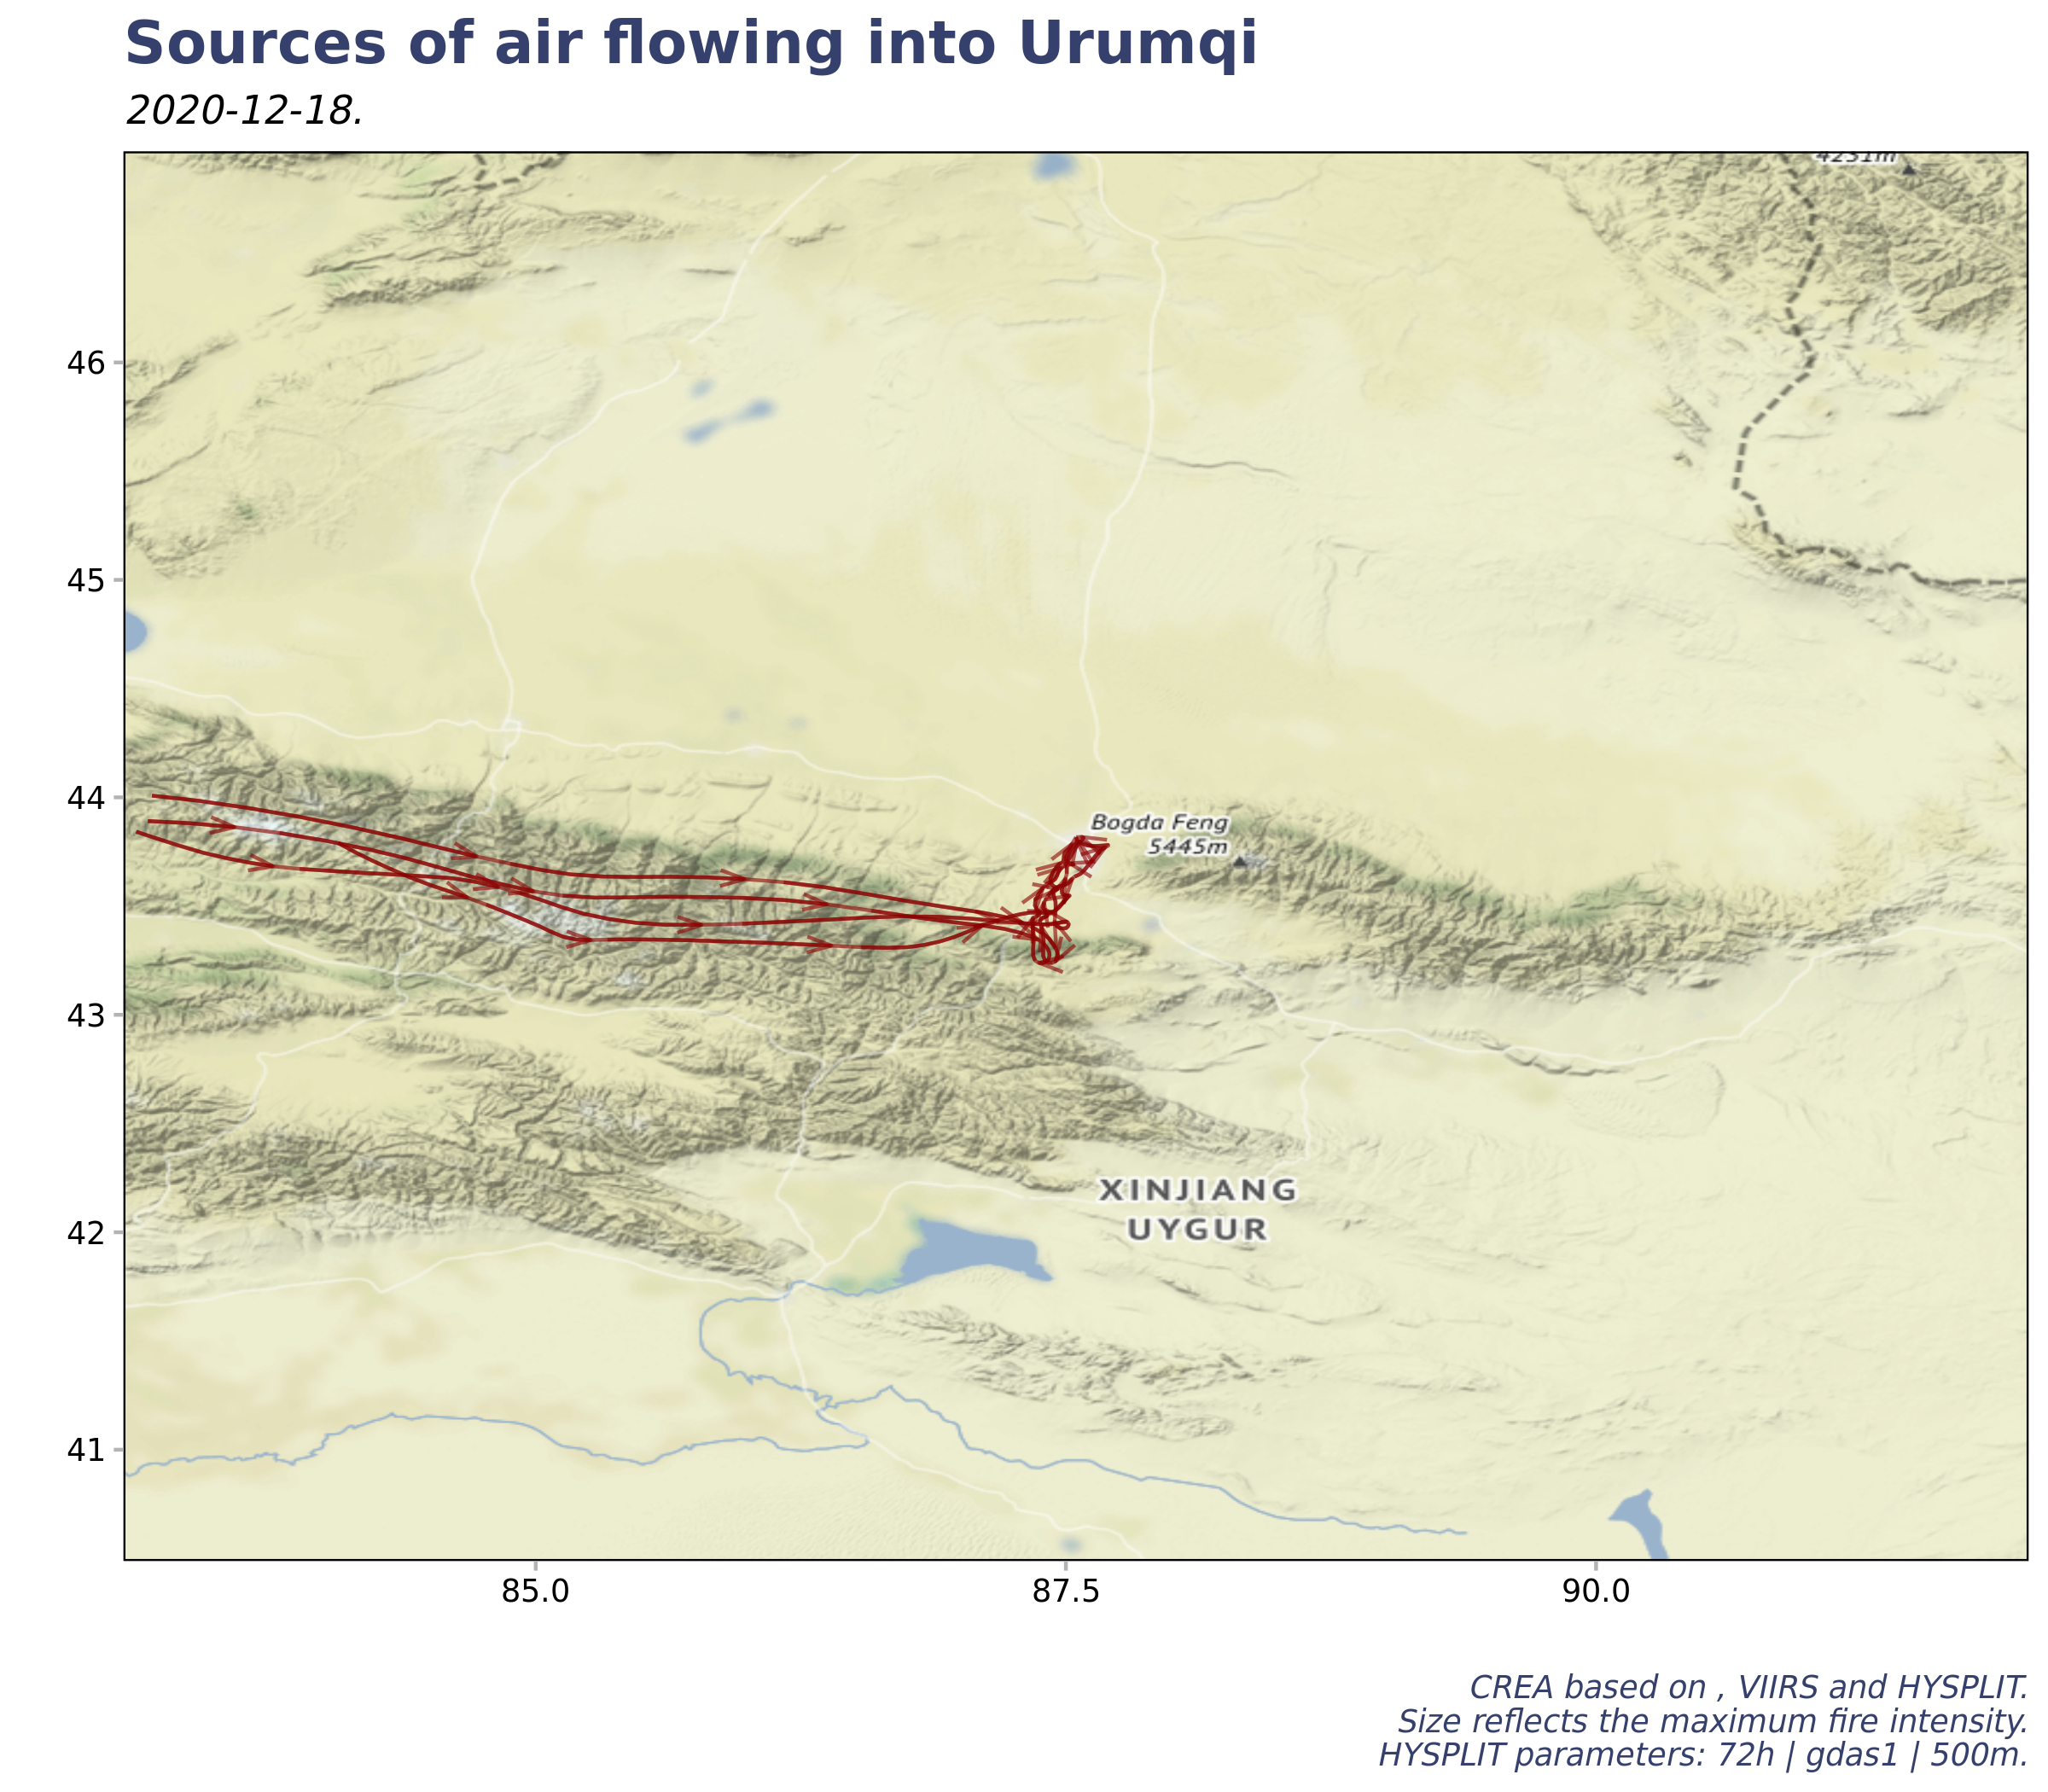 Sources of air flowing into Urumqi
2020-12-18.
4231m
46
45
44
43
42
41
Bogda Feng
5445m
XINJIANG
UYGUR
85.0
87.5
90.0
CREA based on , VIIRS and HYSPLIT.
Size reflects the maximum fire intensity.
HYSPLIT parameters: 72h | gdas1 | 500m.